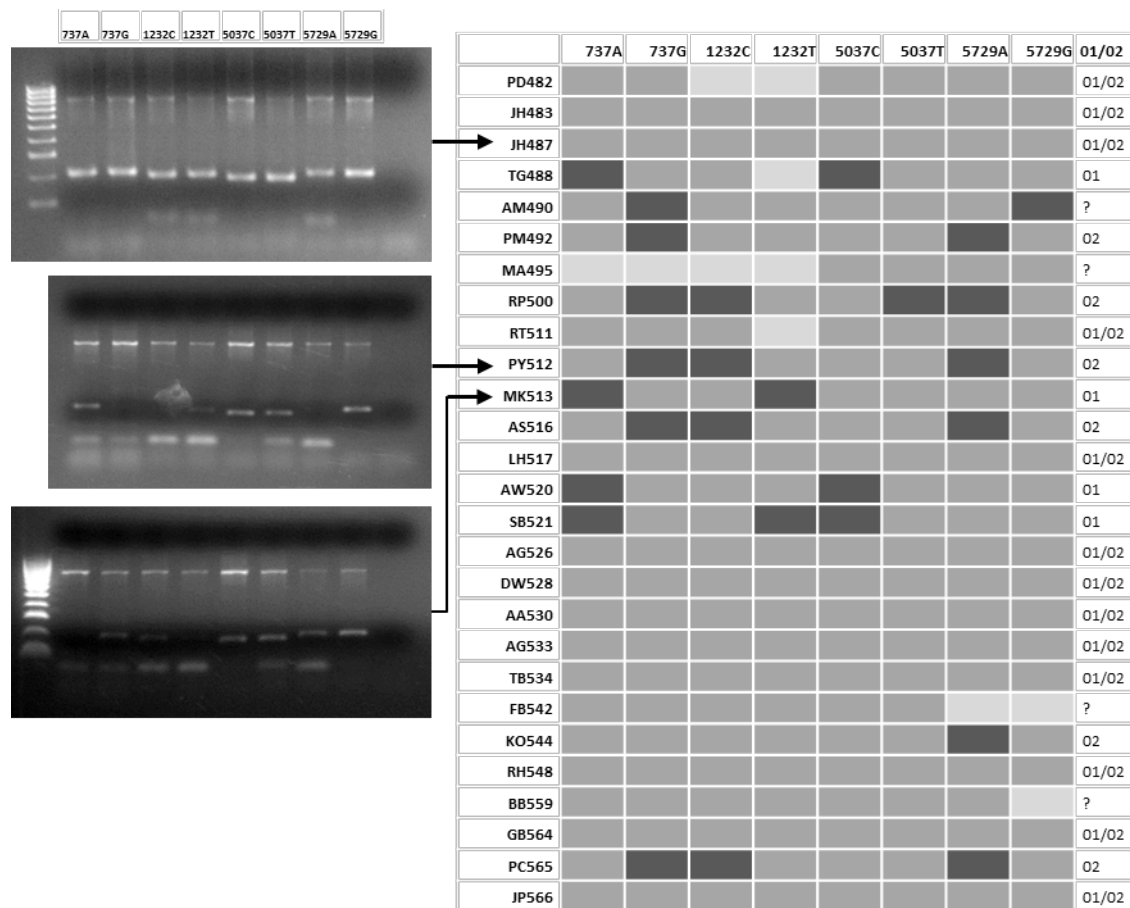 737A 737G 1232C 1232T 5037C 5037T 5729A 5729G
737A 737G 1232C 1232T 5037C 5037T 5729A 5729G 01/02
PD482 01/02
JH483 01/02
JH487 01/02
TG488 01
AM490 ?
PM492 02
MA495 ?
RP500 02
RT511 01/02
PY512 02
MK513 01
AS516 02
LH517 01/02
AW520 01
SB521 01
AG526 01/02
DW528 01/02
AA530 01/02
AG533 01/02
TB534 01/02
FB542 ?
KO544 02
RH548 01/02
BB559 ?
GB564 01/02
PC565 02
JP566 01/02